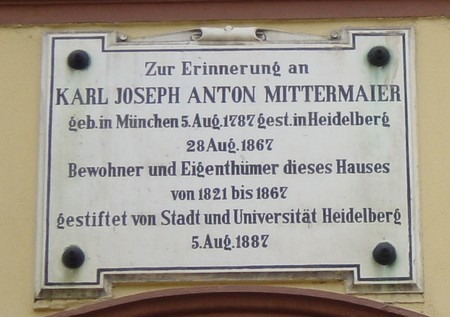 Zur Erinnerung an
KARL JOSEPH ANTON MITTERMAIER
geb. in München 5. Aug. 1787 gest. in Heidelberg
28 Aug. 1867
Bewohner und Eigenthümer dieses Hauses
von 1821 bis 1867
gestiftet von Stadt und Universität Heidelberg
5. Aug. 1887